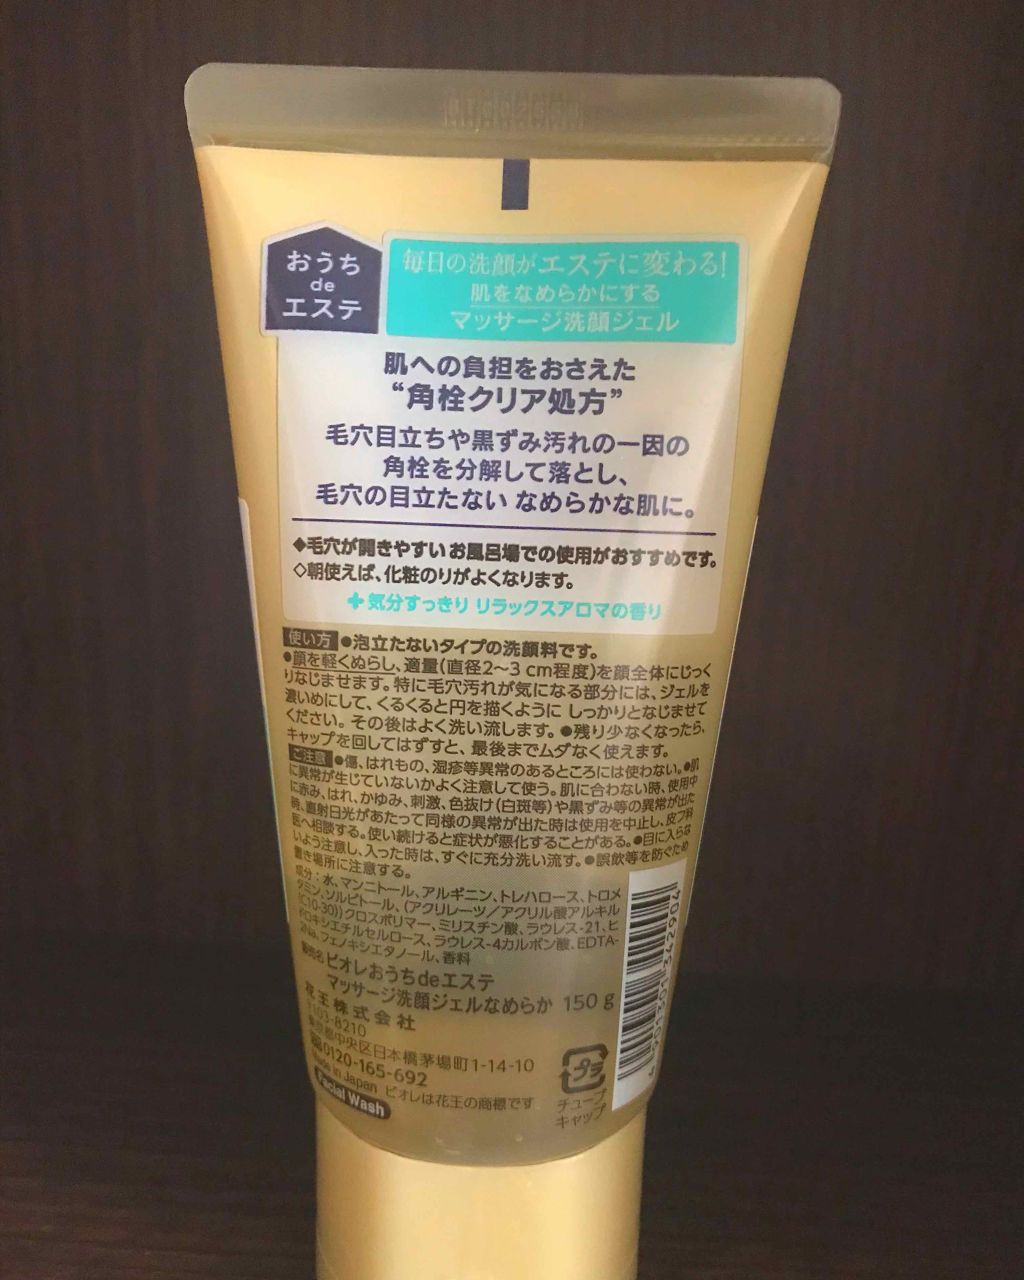 おうち
de
エステ
毎日の洗顔がエステに変わる!
肌をなめらかにする
マッサージ洗顔ジェル
肌への負担をおさえた
“角栓クリア処方”
毛穴目立ちや黒ずみ汚れの一因の
角栓を分解して落とし、
毛穴の目立たない なめらかな肌に。
◆毛穴が開きやすい お風呂場での使用がおすすめです。
◇朝使えば、化粧のりがよくなります。
+気分すっきり リラックスアロマの香り
使い方 ●泡立たないタイプの洗顔料です。
●顔を軽くぬらし、適量(直径2〜3 cm程度)を顔全体にじっく
りなじませます。特に毛穴汚れが気になる部分には、ジェルを
濃いめにして、くるくると円を描くように しっかりとなじませて
ください。その後はよく洗い流します。●残り少なくなったら、
キャップを回してはずすと、最後までムダなく使えます。
ご注意 ●傷、はれもの、湿疹等異常のあるところには使わない。●肌
に異常が生じていないかよく注意して使う。肌に合わない時、使用中
に赤み、はれ、かゆみ、刺激、色抜け(白斑等)や黒ずみ等の異常が出た
時、直射日光があたって同様の異常が出た時は使用を中止し、皮フ科
医へ相談する。使い続けると症状が悪化することがある。●目に入らな
いよう注意し、入った時は、すぐに充分洗い流す。●誤飲等を防ぐため
置き場所に注意する。
成分：水、マンニトール、アルギニン、トレハロース、トロメ
タミン、ソルビトール、(アクリレーツ／アクリル酸アルキル
(C10-30))クロスポリマー、ミリスチン酸、ラウレス-21、ヒ
ドロキシエチルセルロース、ラウレス-4カルボン酸、EDTA-
2Na、フェノキシエタノール、香料
販売名 ビオレおうちdeエステ
マッサージ洗顔ジェルなめらか 150 g
花王株式会社
〒103-8210
東京都中央区日本橋茅場町1-14-10
0120-165-692
Made in Japan ビオレは花王の商標です
Facial Wash
プラ
チューブ
キャップ